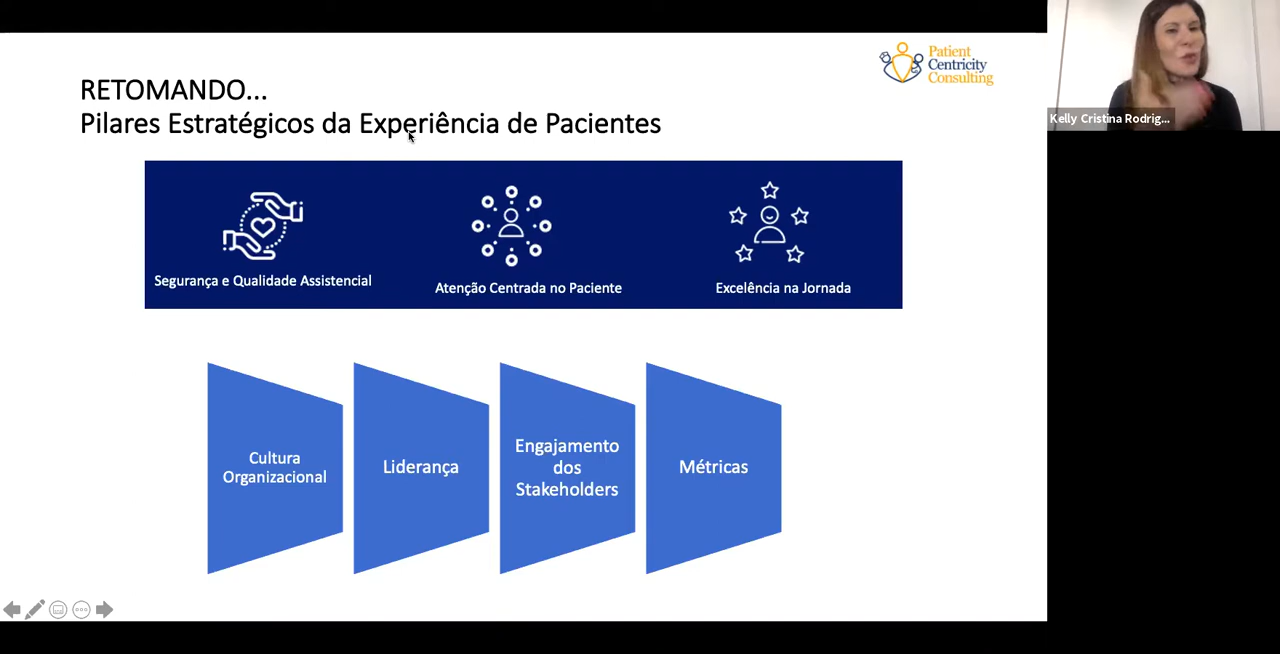 Patient
Centricity
Consulting
RETOMANDO...
Pilares Estratégicos da Experiência de Pacientes
Kelly Cristina Rodrig...
Segurança e Qualidade Assistencial
Atenção Centrada no Paciente
Excelência na Jornada
Cultura
Organizacional
Liderança
Engajamento
dos
Stakeholders
Métricas